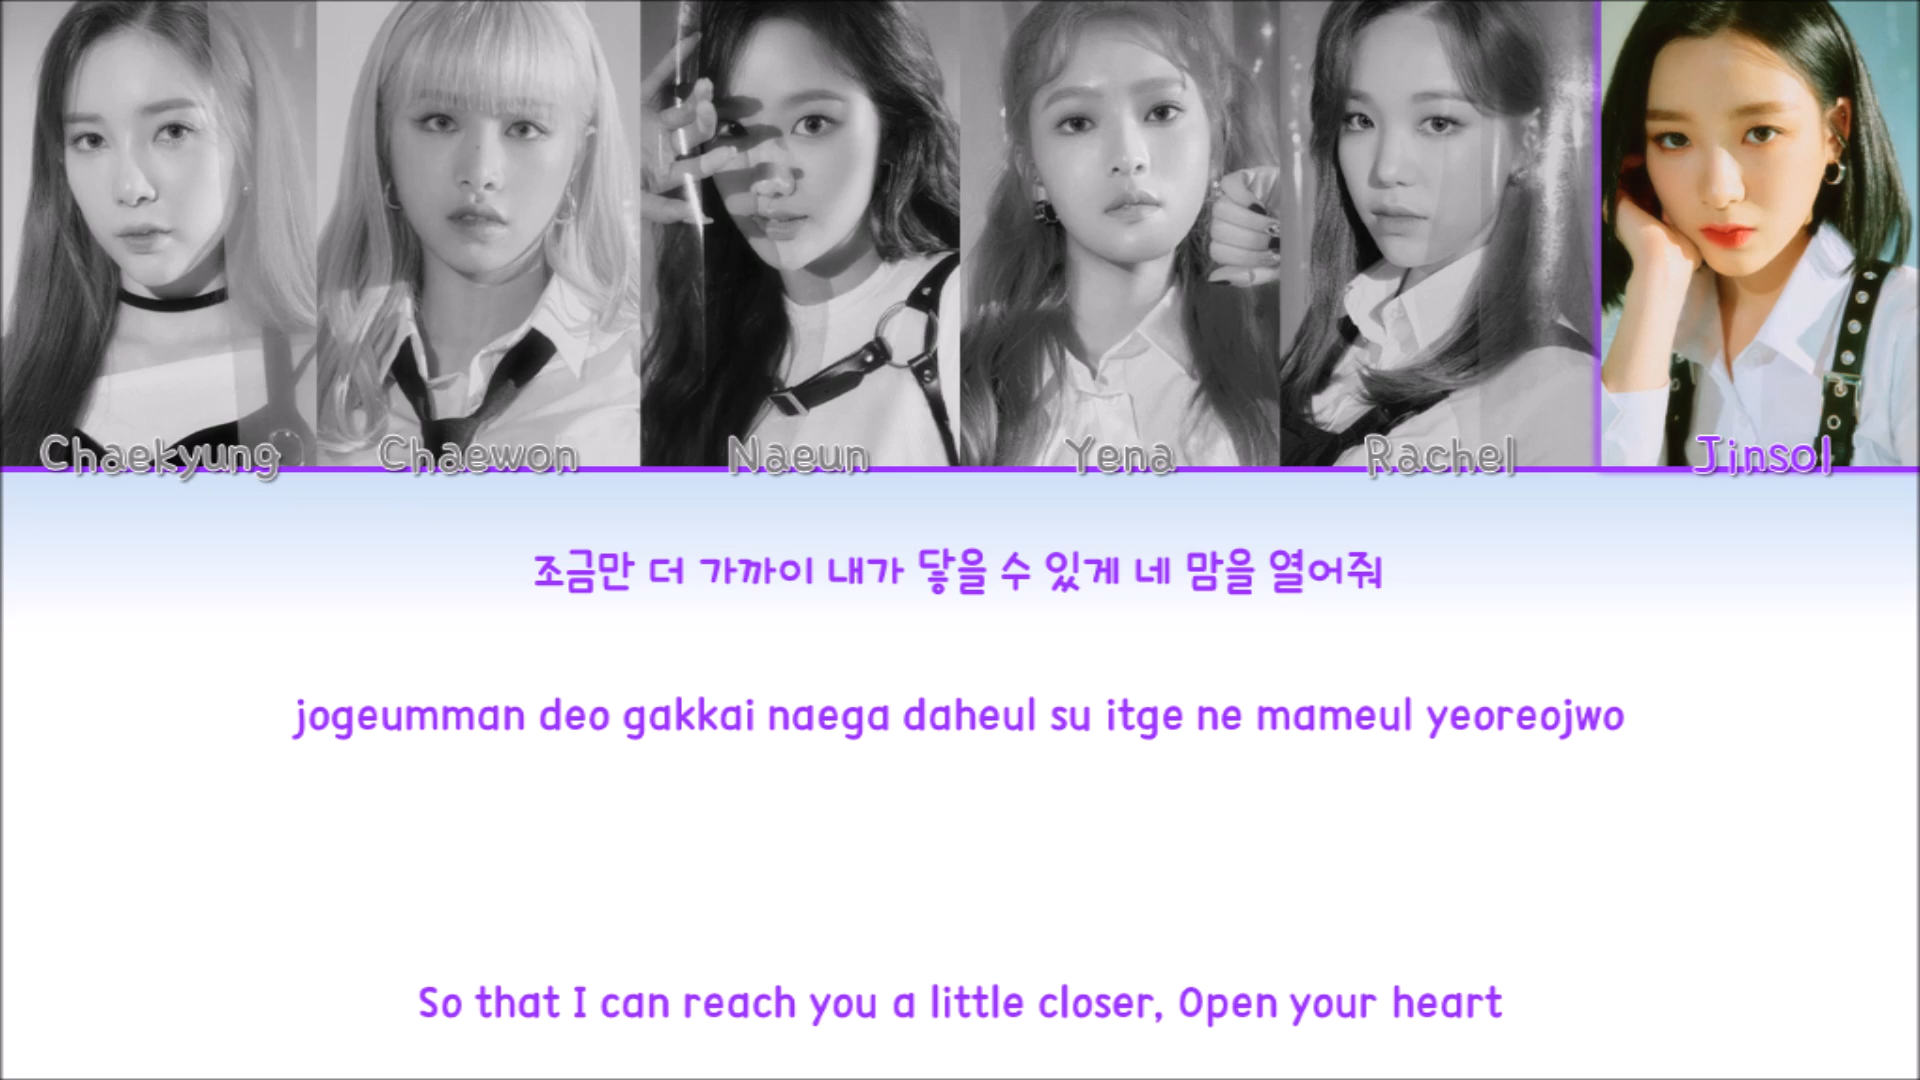 Chaekyung Chaewon Naeun Yena Rachel Jinsol
조금만 더 가까이 내가 닿을 수 있게 네 맘을 열어줘
jogeumman deo gakkai naega daheul su itge ne mameul yeoreojwo
So that I can reach you a little closer, Open your heart